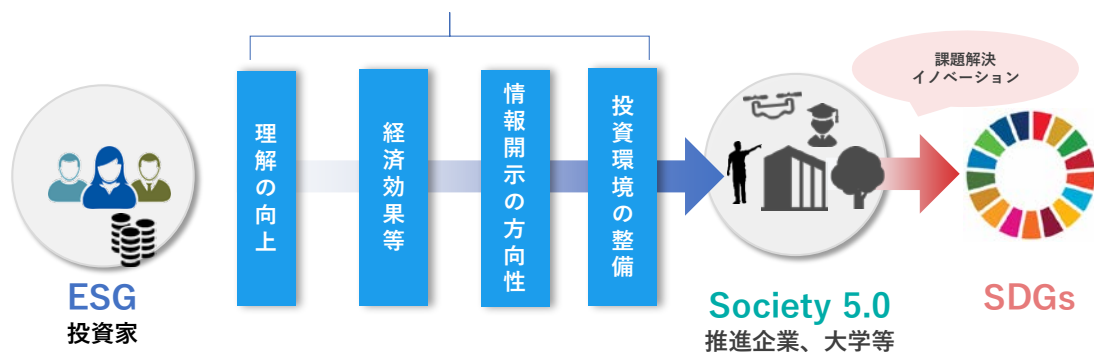 課題解決
イノベーション
理解の向上
経済効果等
情報開示の方向性
投資環境の整備
ESG
投資家
Society 5.0
推進企業、大学等
SDGs